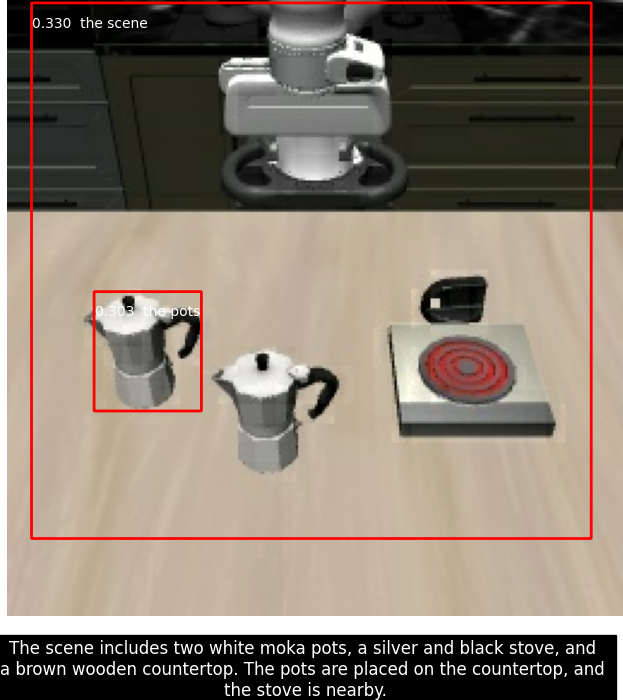 0.330 the scene
0.303 the pots
The scene includes two white moka pots, a silver and black stove, and
a brown wooden countertop. The pots are placed on the countertop, and
the stove is nearby.